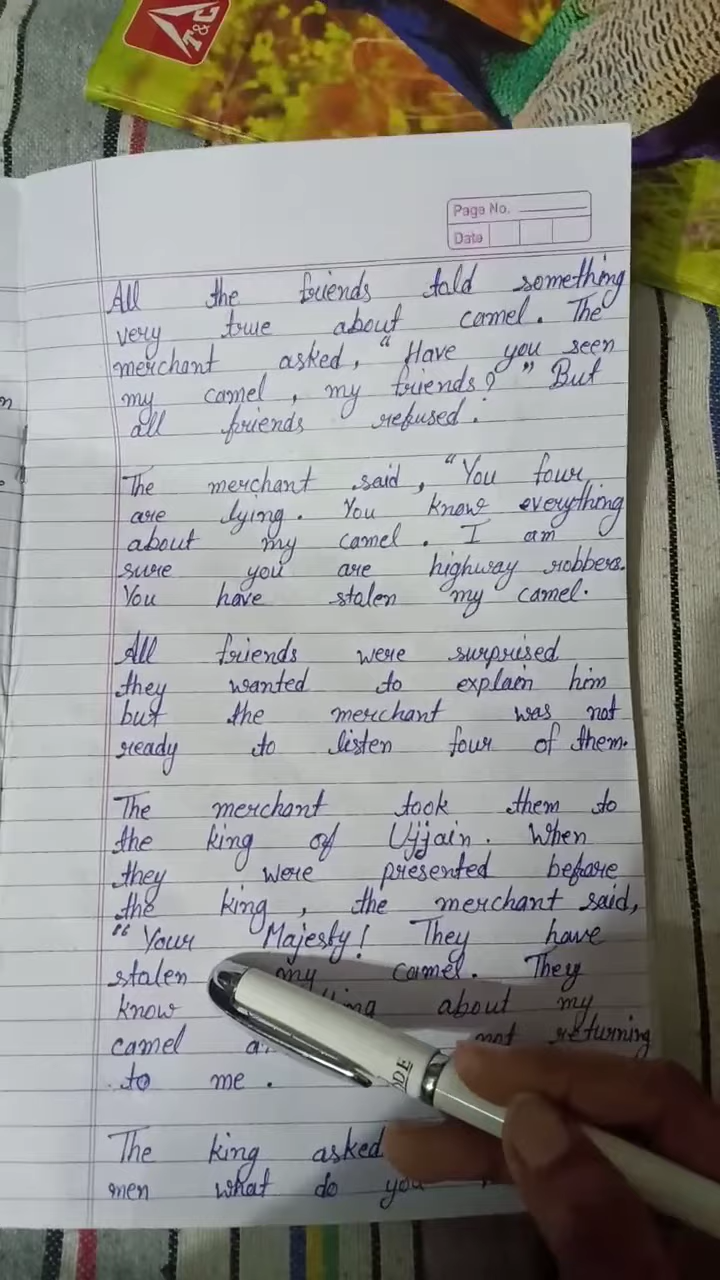 T&C
Page No.
Date
All the friends told something
very true about camel. The
merchant asked, "Have you seen
my camel, my friends?" But
all friends refused.
The merchant said, "You four
are lying. You know everything
about my camel. I am
sure you are highway robbers.
You have stolen my camel.
All friends were surprised
they wanted to explain him
but the merchant was not
ready to listen four of them.
The merchant took them to
the king of Ujjain. When
they were presented before
the king, the merchant said,
"Your Majesty! They have
stolen my camel. They
know about my
camel not returning
to me.
The king asked
men what do you
ODE